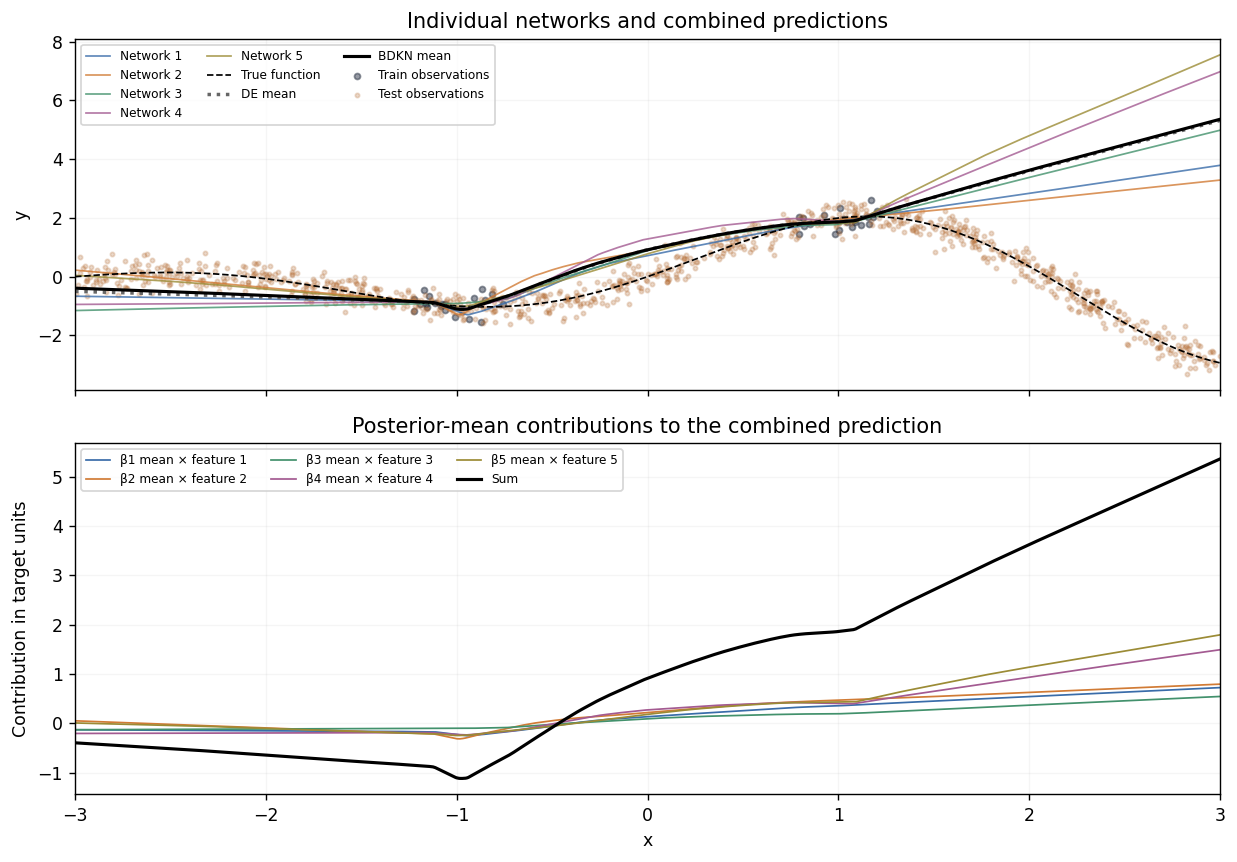 Individual networks and combined predictions
Network 1
Network 2
Network 3
Network 4
Network 5
True function
DE mean
BDKN mean
Train observations
Test observations
8
6
4
2
0
−2
y
Posterior-mean contributions to the combined prediction
β1 mean × feature 1
β2 mean × feature 2
β3 mean × feature 3
β4 mean × feature 4
β5 mean × feature 5
Sum
5
4
3
2
1
0
−1
Contribution in target units
−3 −2 −1 0 1 2 3
x